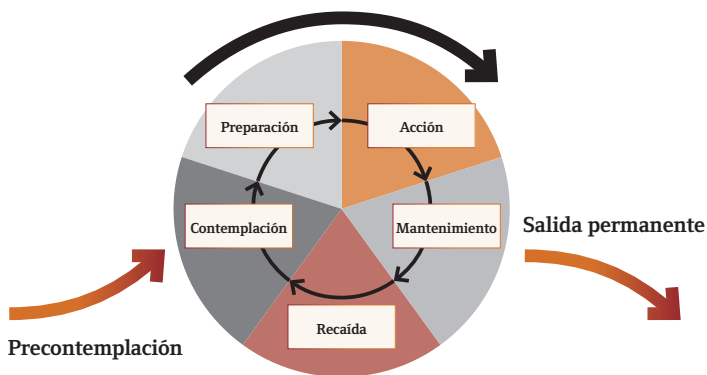 Preparación
Acción
Contemplación
Mantenimiento
Salida permanente
Recaída
Precontemplación